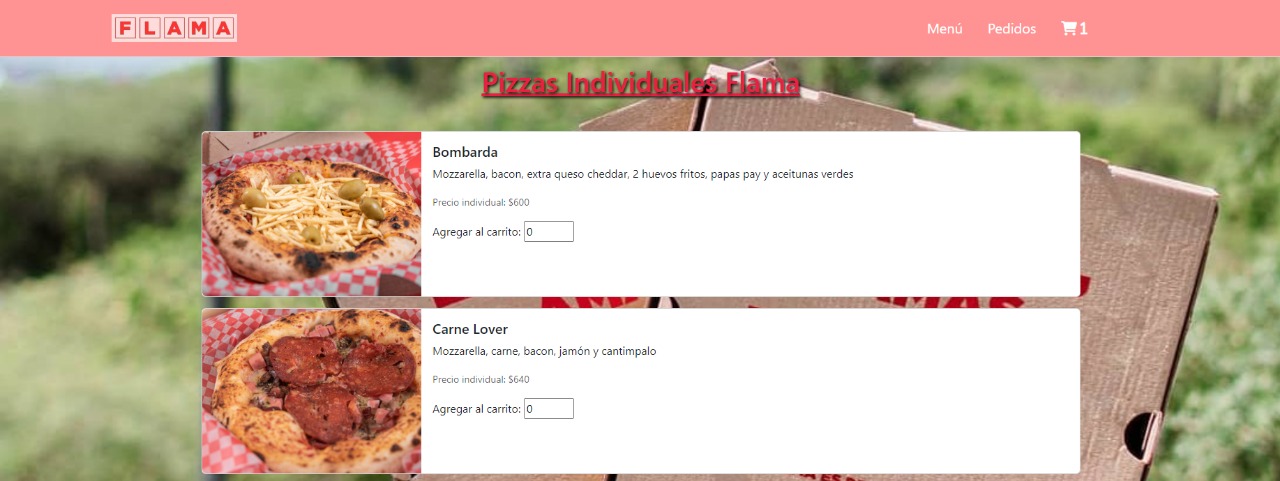 FLAMA
Menú Pedidos 1
Pizzas Individuales Flama
Bombarda
Mozzarella, bacon, extra queso cheddar, 2 huevos fritos, papas pay y aceitunas verdes
Precio individual: $600
Agregar al carrito: 0
Carne Lover
Mozzarella, carne, bacon, jamón y cantimpalo
Precio individual: $640
Agregar al carrito: 0